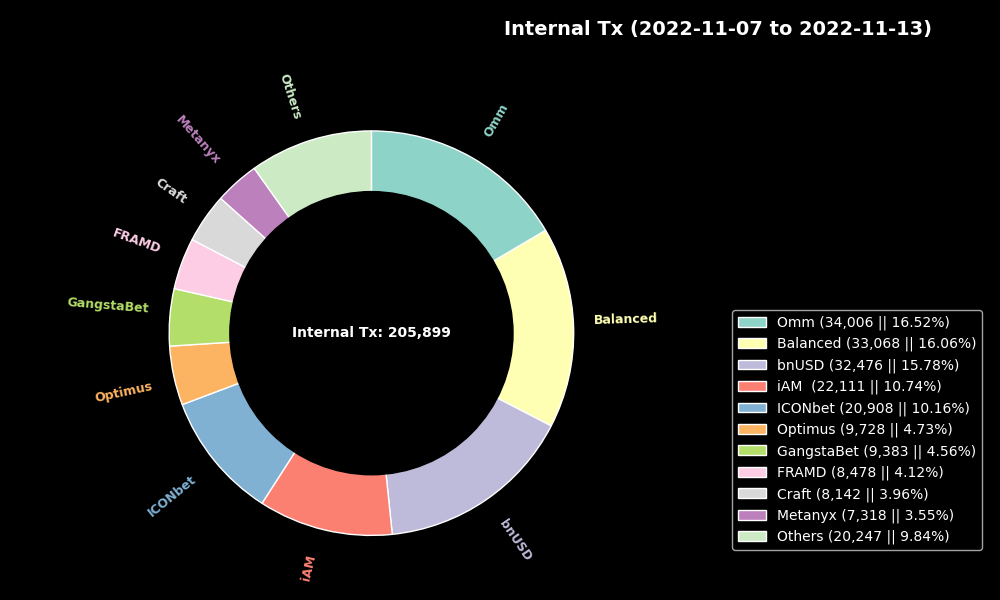 Internal Tx (2022-11-07 to 2022-11-13)
Others
Omm
Metanyx
Craft
FRAMD
GangstaBet
Balanced
Internal Tx: 205,899
Optimus
ICONbet
bnUSD
iAM
Omm (34,006 || 16.52%)
Balanced (33,068 || 16.06%)
bnUSD (32,476 || 15.78%)
iAM  (22,111 || 10.74%)
ICONbet (20,908 || 10.16%)
Optimus (9,728 || 4.73%)
GangstaBet (9,383 || 4.56%)
FRAMD (8,478 || 4.12%)
Craft (8,142 || 3.96%)
Metanyx (7,318 || 3.55%)
Others (20,247 || 9.84%)